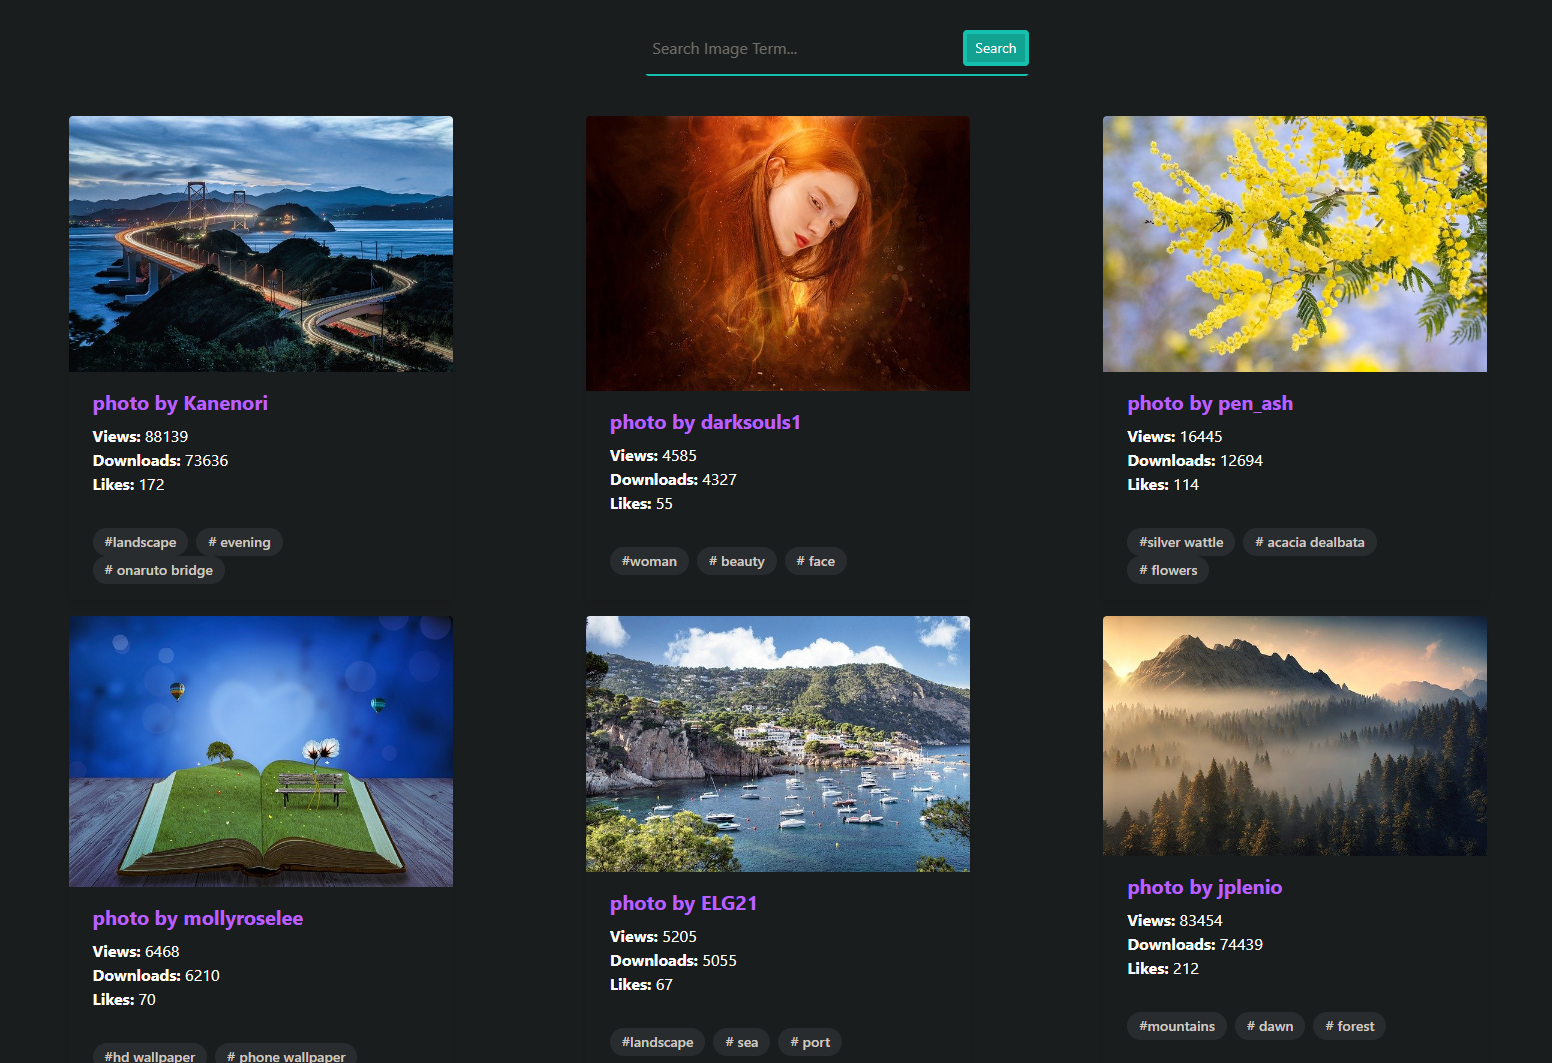 Search Image Term...
Search
photo by Kanenori
Views: 88139
Downloads: 73636
Likes: 172
#landscape
# evening
# onaruto bridge
photo by darksouls1
Views: 4585
Downloads: 4327
Likes: 55
#woman
# beauty
# face
photo by pen_ash
Views: 16445
Downloads: 12694
Likes: 114
#silver wattle
# acacia dealbata
# flowers
photo by mollyroselee
Views: 6468
Downloads: 6210
Likes: 70
#hd wallpaper
# phone wallpaper
photo by ELG21
Views: 5205
Downloads: 5055
Likes: 67
#landscape
# sea
# port
photo by jplenio
Views: 83454
Downloads: 74439
Likes: 212
#mountains
# dawn
# forest